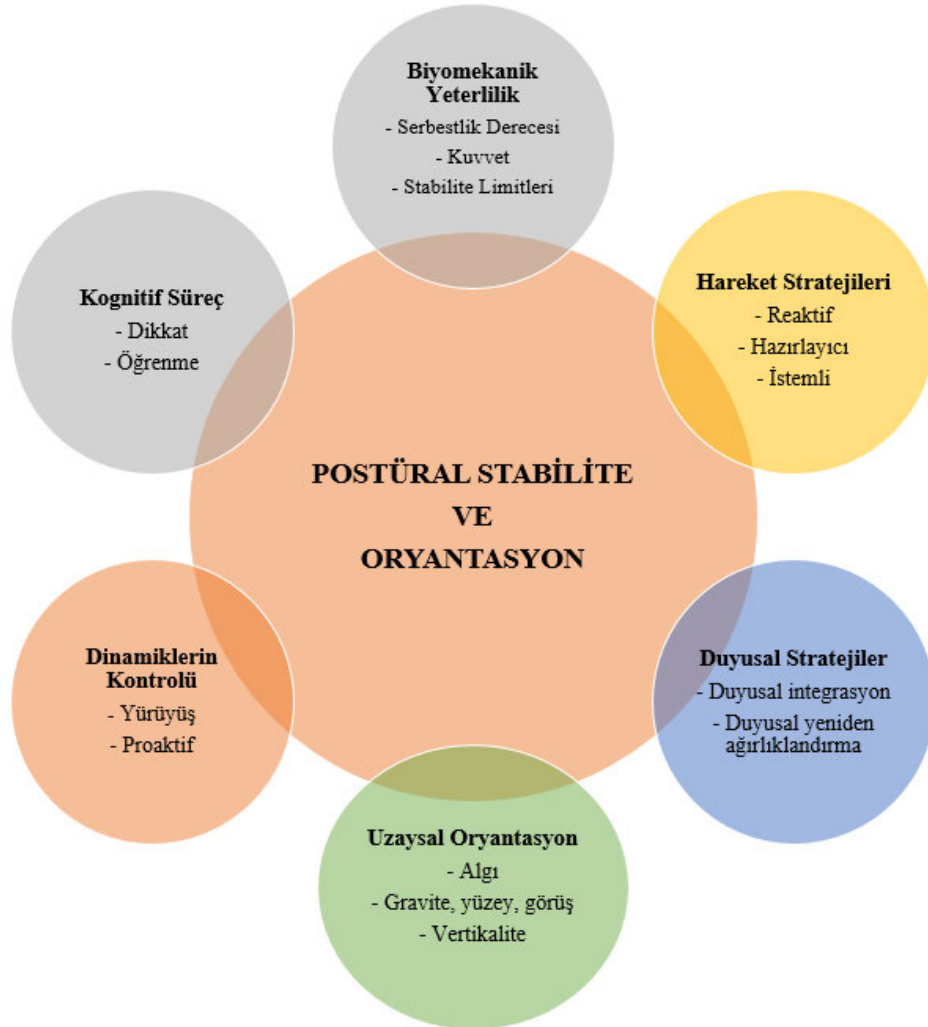 Biyomekanik
Yeterlilik
- Serbestlik Derecesi
- Kuvvet
- Stabilite Limitleri
Hareket Stratejileri
- Reaktif
- Hazırlayıcı
- İstemli
Duyusal Stratejiler
- Duyusal integrasyon
- Duyusal yeniden
ağırlıklandırma
Uzaysal Oryantasyon
- Algı
- Gravite, yüzey, görüş
- Vertikalite
Dinamiklerin
Kontrolü
- Yürüyüş
- Proaktif
Kognitif Süreç
- Dikkat
- Öğrenme
POSTÜRAL STABİLİTE
VE
ORYANTASYON